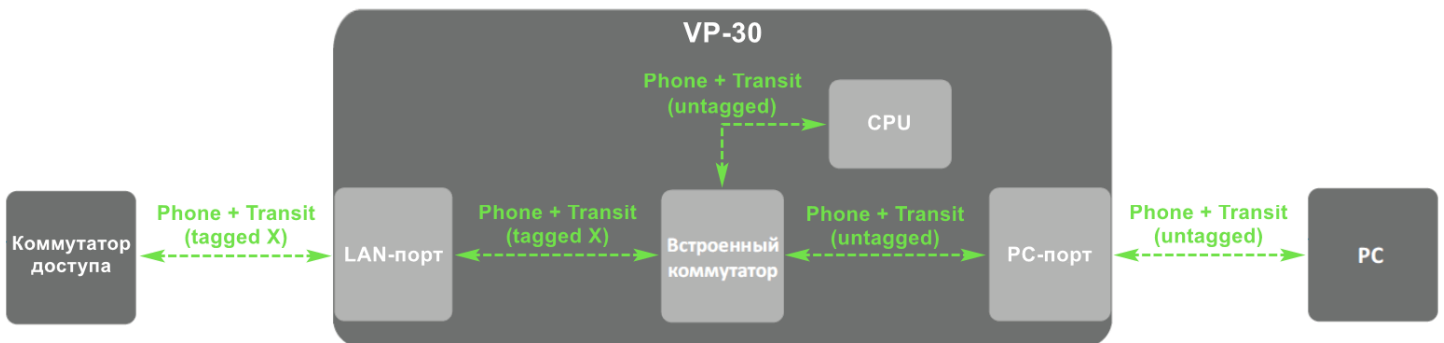 VP-30
Phone + Transit
(untagged)
CPU
Коммутатор
доступа
Phone + Transit
(tagged X)
LAN-порт
Phone + Transit
(tagged X)
Встроенный
коммутатор
Phone + Transit
(untagged)
PC-порт
Phone + Transit
(untagged)
PC